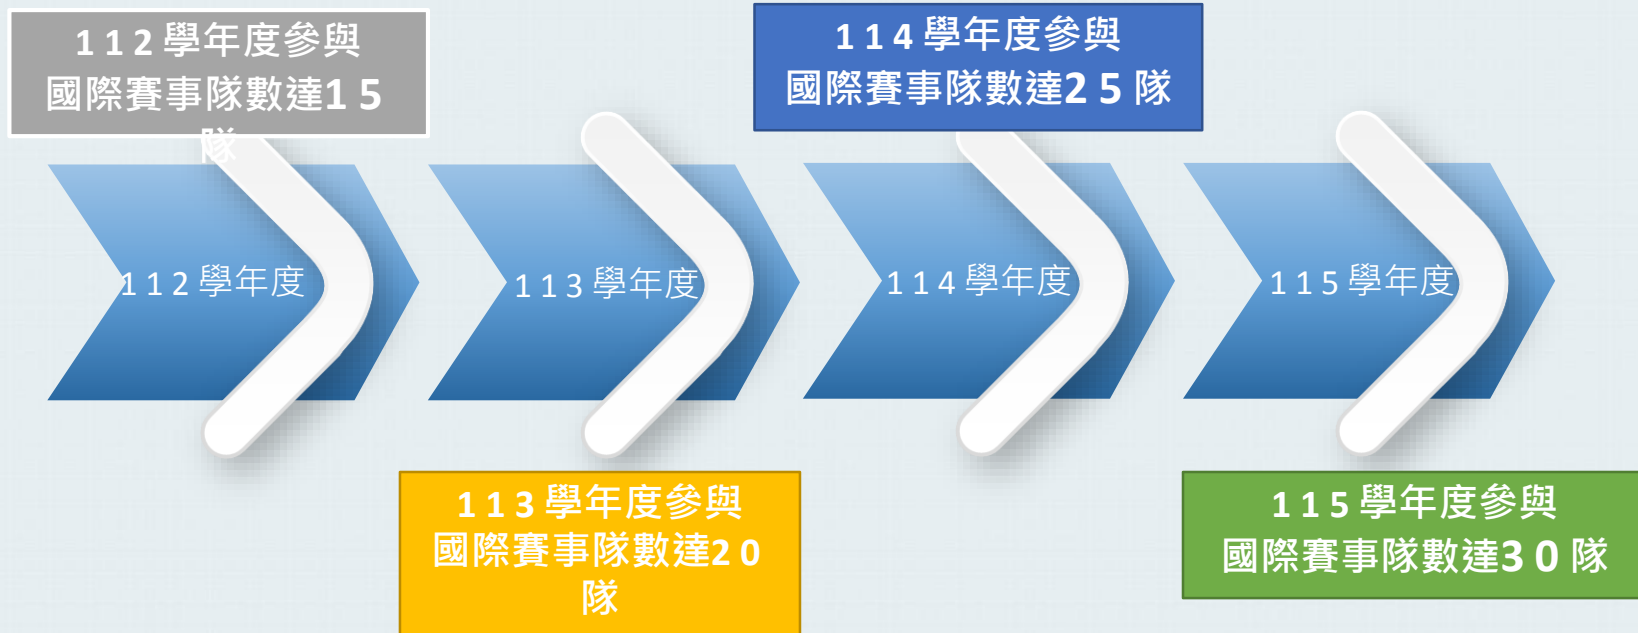 112學年度參與
國際賽事隊數達15
隊
114學年度參與
國際賽事隊數達25隊
112學年度
113學年度
114學年度
115學年度
113學年度參與
國際賽事隊數達20
隊
115學年度參與
國際賽事隊數達30隊